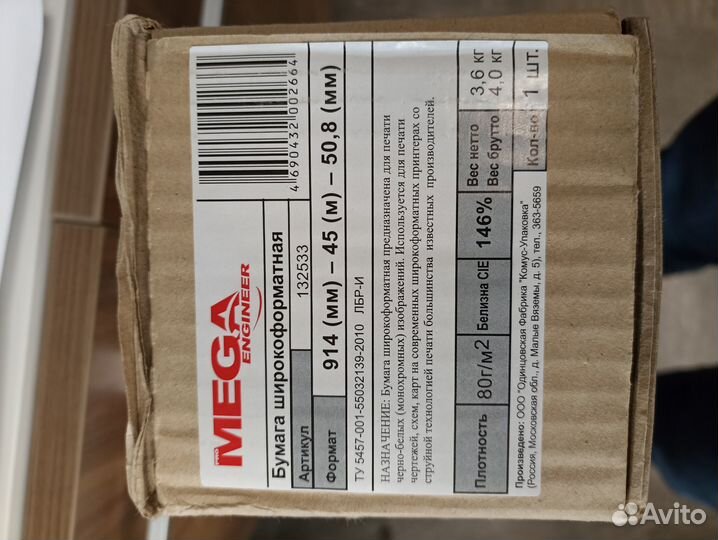 PRO
MEGA
ENGINEER
4 690432 002664
Бумага широкоформатная
Артикул 132533
Формат 914 (мм) – 45 (м) – 50,8 (мм)
ТУ 5457-001-55032139-2010 ЛБР-И
НАЗНАЧЕНИЕ: Бумага широкоформатная предназначена для печати
черно-белых (монохромных) изображений. Используется для печати
чертежей, схем, карт на современных широкоформатных принтерах со
струйной технологией печати большинства известных производителей.
Плотность 80г/м2 Белизна CIE 146% Вес нетто 3,6 кг
Вес брутто 4,0 кг
Кол-во 1 шт.
Произведено: ООО "Одинцовская Фабрика "Комус-Упаковка"
(Россия, Московская обл., д. Малые Вяземы, д. 5), тел., 363-5659
Avito